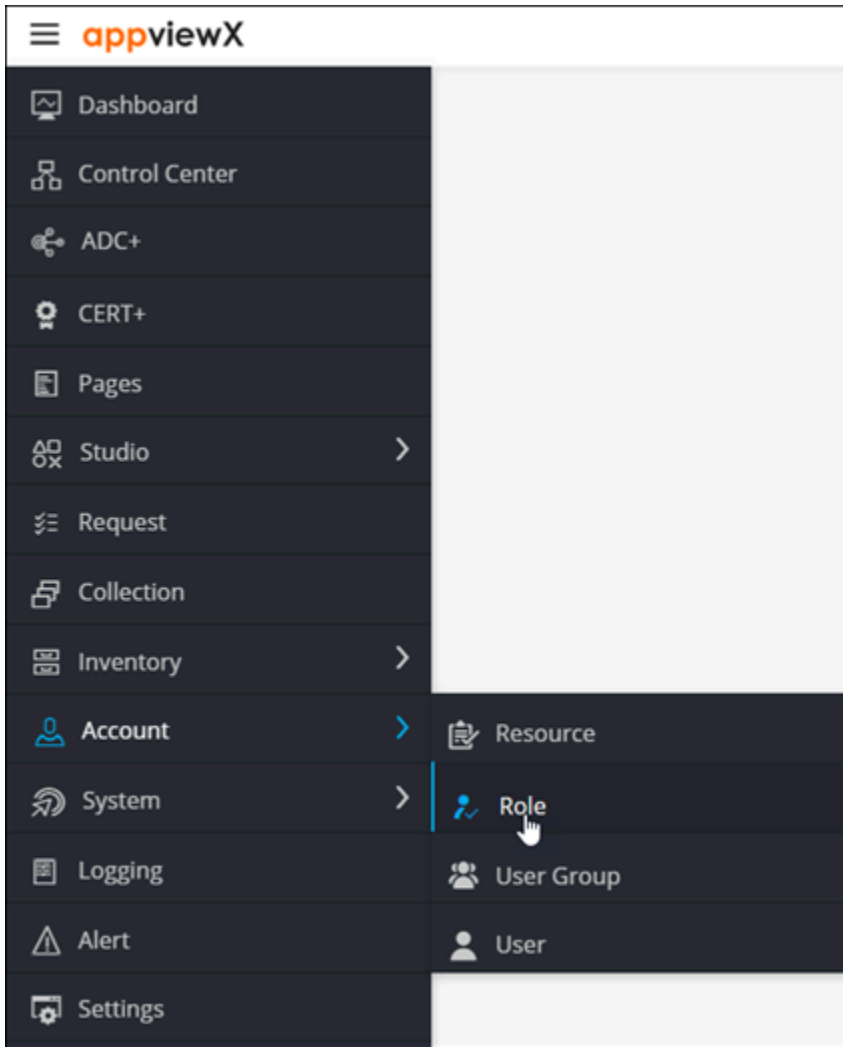 appviewX
Dashboard
Control Center
ADC+
CERT+
Pages
Studio
Request
Collection
Inventory
Account
Resource
Role
System
Logging
User Group
Alert
User
Settings